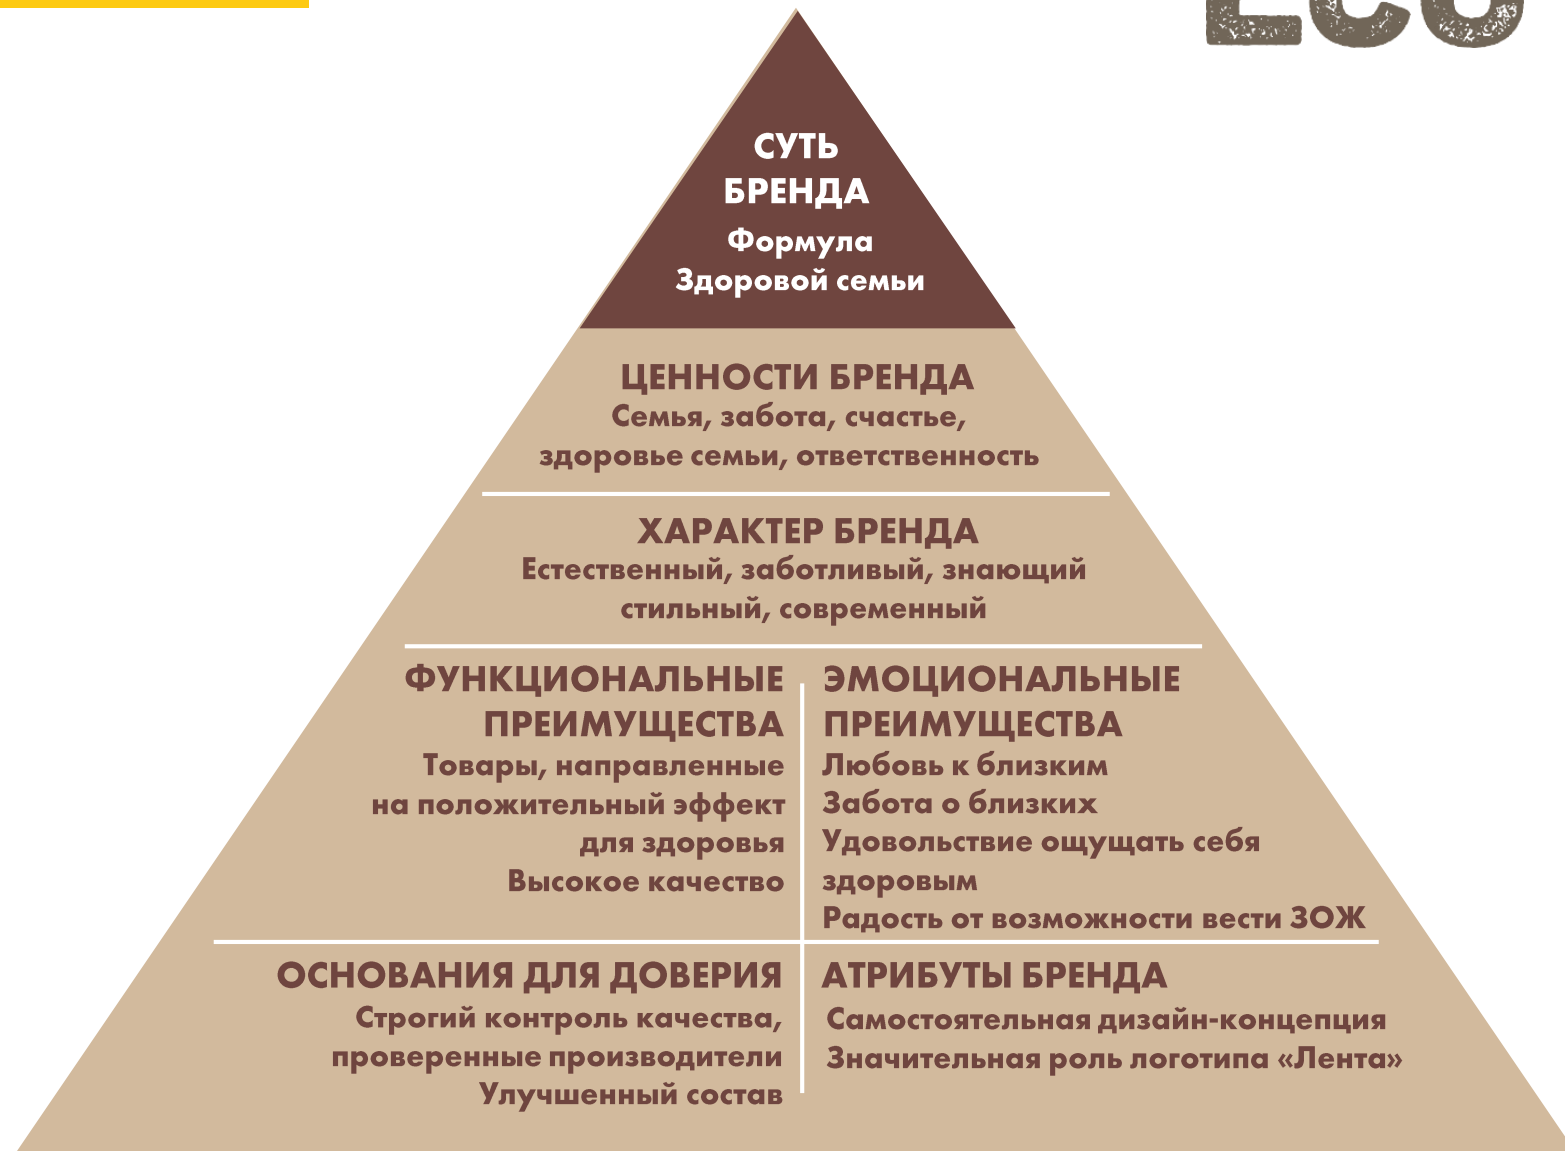 Eco
СУТЬ
БРЕНДА
Формула
Здоровой семьи
ЦЕННОСТИ БРЕНДА
Семья, забота, счастье,
здоровье семьи, ответственность
ХАРАКТЕР БРЕНДА
Естественный, заботливый, знающий
стильный, современный
ФУНКЦИОНАЛЬНЫЕ
ПРЕИМУЩЕСТВА
Товары, направленные
на положительный эффект
для здоровья
Высокое качество
ЭМОЦИОНАЛЬНЫЕ
ПРЕИМУЩЕСТВА
Любовь к близким
Забота о близких
Удовольствие ощущать себя
здоровым
Радость от возможности вести ЗОЖ
ОСНОВАНИЯ ДЛЯ ДОВЕРИЯ
Строгий контроль качества,
проверенные производители
Улучшенный состав
АТРИБУТЫ БРЕНДА
Самостоятельная дизайн-концепция
Значительная роль логотипа «Лента»